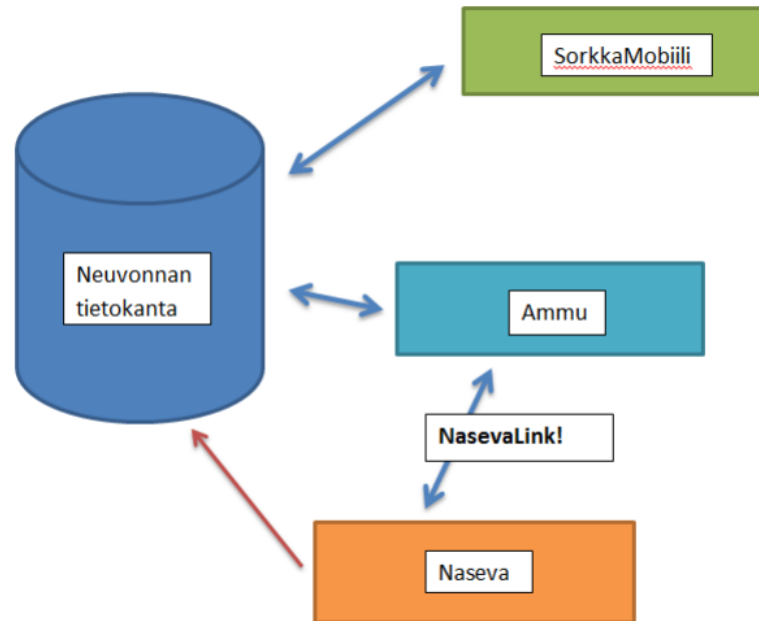 SorkkaMobiili
Neuvonnan
tietokanta
Ammu
NasevaLink!
Naseva